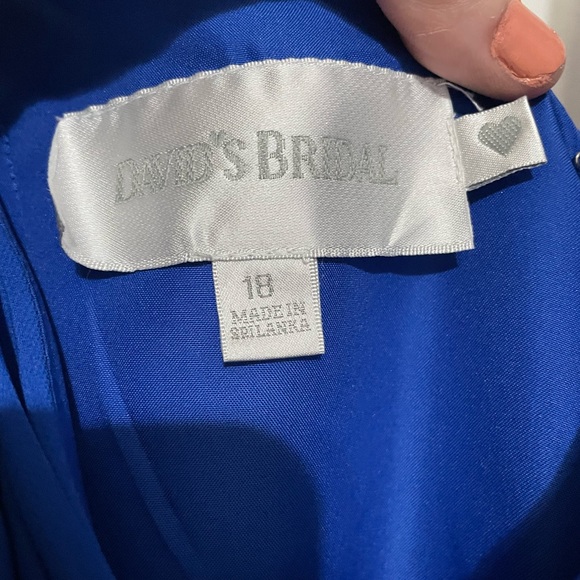 DAVID'S BRIDAL
18
MADE IN
SRI LANKA